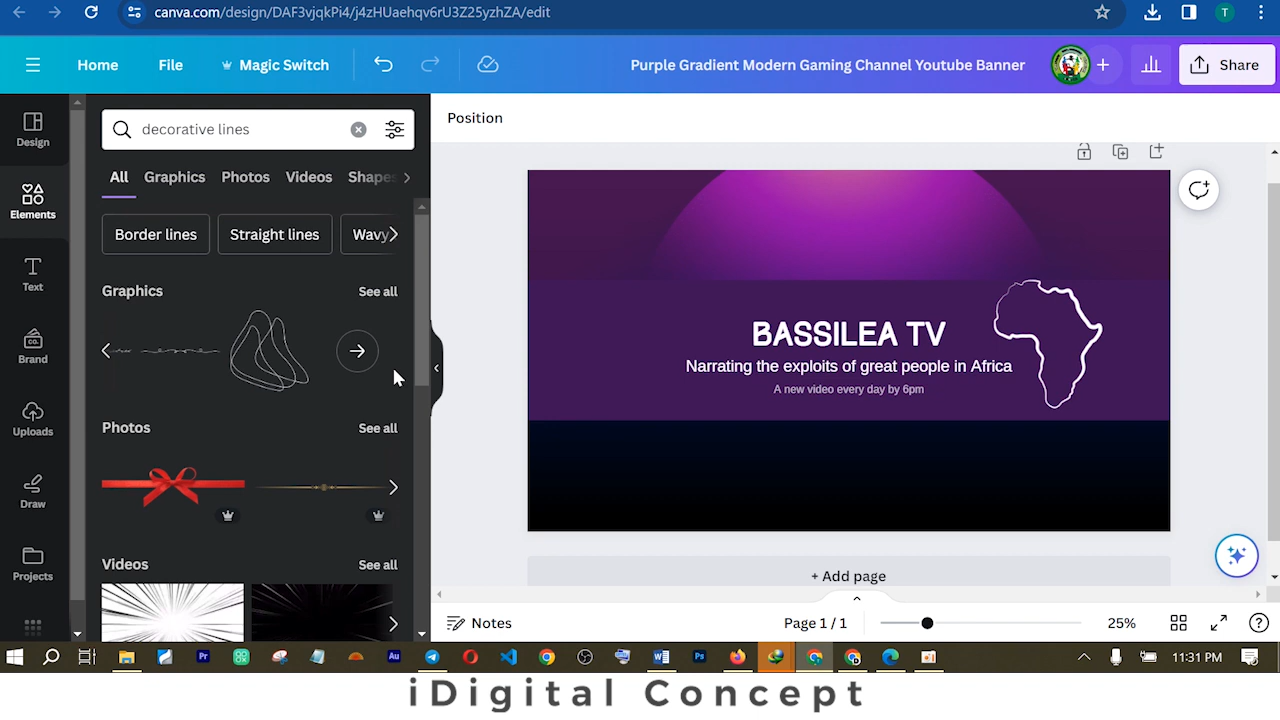 canva.com/design/DAF3vjqkPi4/j4zHUaehqv6rU3Z25yzhZA/edit
T
Home
File
Magic Switch
Purple Gradient Modern Gaming Channel Youtube Banner
Share
Design
Elements
Text
Brand
Uploads
Draw
Projects
decorative lines
All
Graphics
Photos
Videos
Shapes
Border lines
Straight lines
Wavy
Graphics
See all
Photos
See all
Videos
See all
Position
BASSILEA TV
Narrating the exploits of great people in Africa
A new video every day by 6pm
+ Add page
Notes
Page 1 / 1
25%
11:31 PM
iDigital Concept